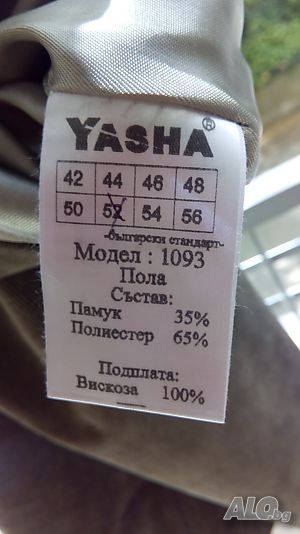 YASHA®
42 44 46 48
50 52 54 56
-български стандарт-
Модел : 1093
Пола
Състав:
Памук 35%
Полиестер 65%
Подплата:
Вискоза 100%
ALO.bg